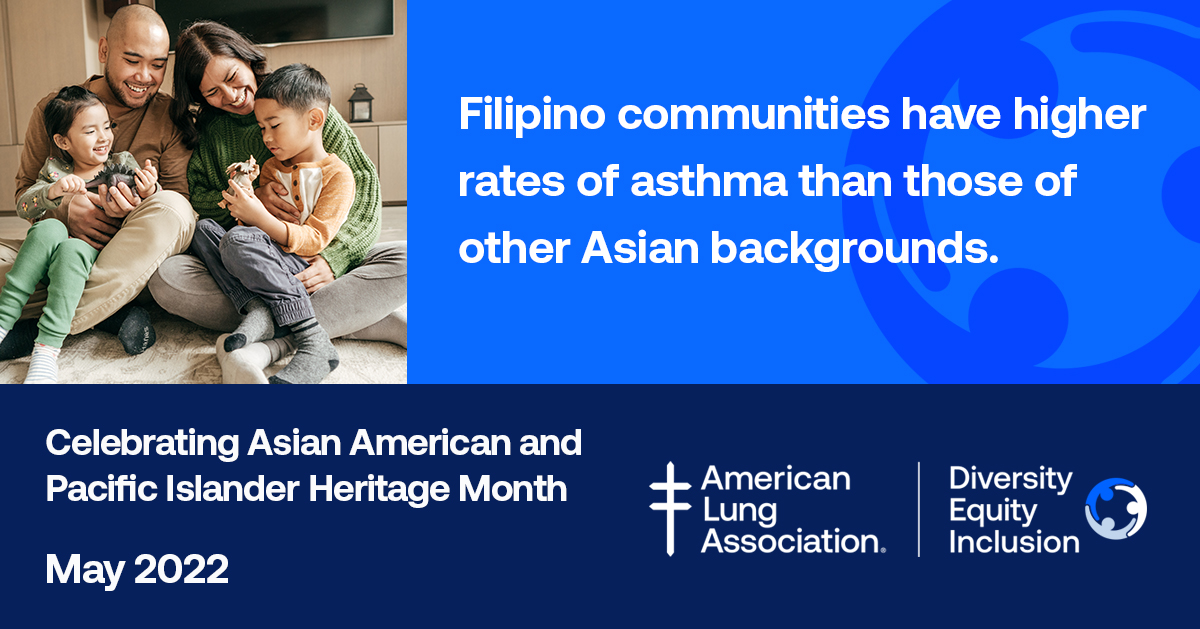 Filipino communities have higher
rates of asthma than those of
other Asian backgrounds.
Celebrating Asian American and
Pacific Islander Heritage Month
May 2022
American
Lung
Association®
Diversity
Equity
Inclusion